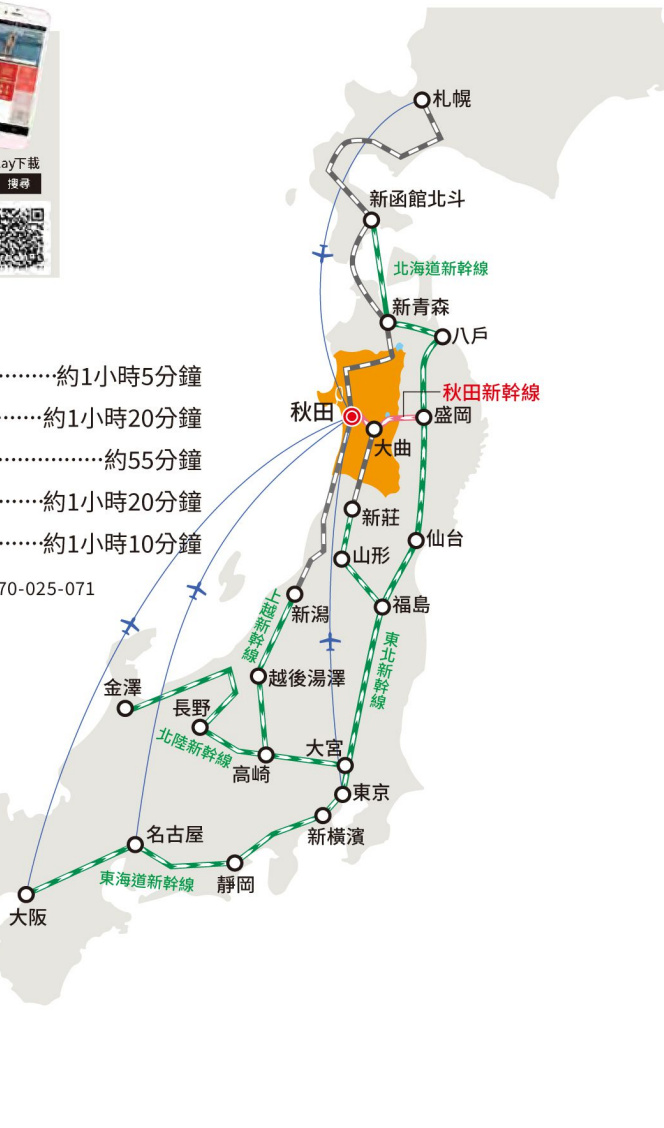 ay下載
搜尋
札幌
新函館北斗
北海道新幹線
新青森
八戶
約1小時5分鐘
秋田新幹線
約1小時20分鐘
秋田
盛岡
大曲
約55分鐘
約1小時20分鐘
新莊
約1小時10分鐘
仙台
山形
70-025-071
上越新幹線
新潟
福島
東北新幹線
越後湯澤
金澤
長野
北陸新幹線
大宮
高崎
東京
名古屋
新橫濱
東海道新幹線
靜岡
大阪